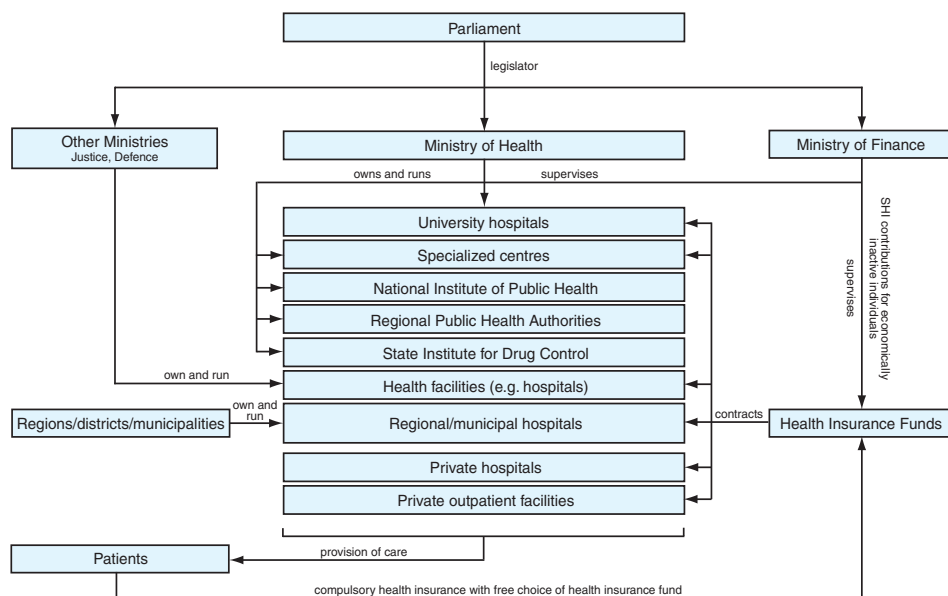 Parliament
legislator
Other Ministries
Justice, Defence
Ministry of Health
Ministry of Finance
owns and runs
supervises
University hospitals
Specialized centres
National Institute of Public Health
Regional Public Health Authorities
State Institute for Drug Control
supervises
SHI contributions for economically
inactive individuals
own and run
Health facilities (e.g. hospitals)
Regions/districts/municipalities
own and
run
Regional/municipal hospitals
contracts
Health Insurance Funds
Private hospitals
Private outpatient facilities
Patients
provision of care
compulsory health insurance with free choice of health insurance fund